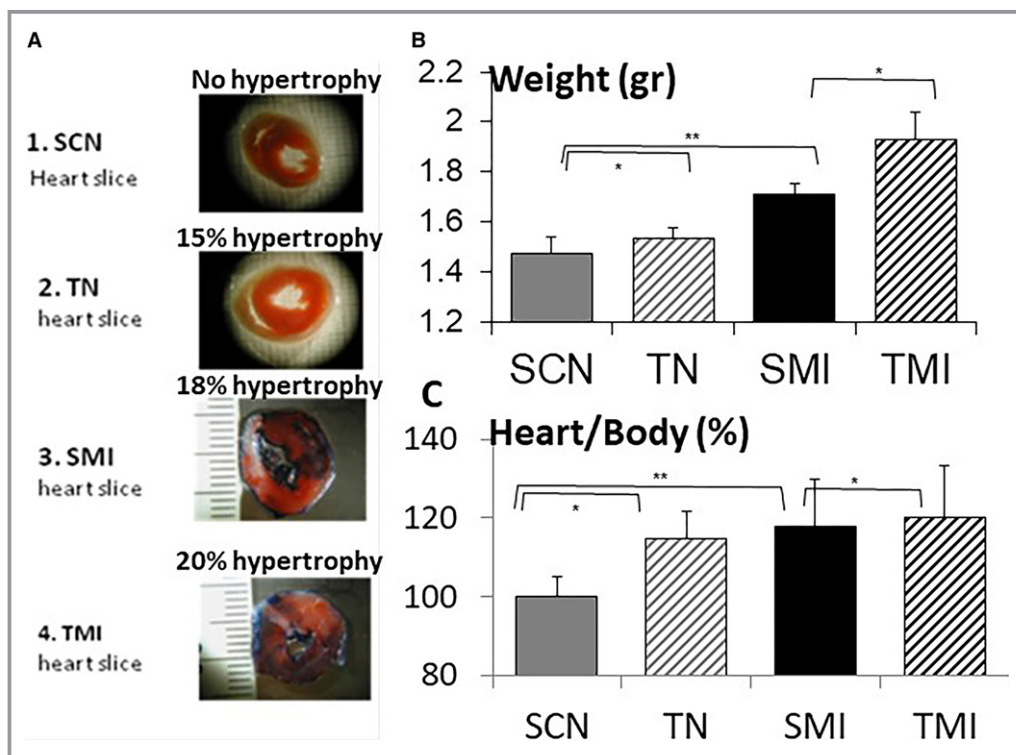 A
No hypertrophy
1. SCN
Heart slice
15% hypertrophy
2. TN
heart slice
18% hypertrophy
3. SMI
heart slice
20% hypertrophy
4. TMI
heart slice
B
Weight (gr)
2.2
2
1.8
1.6
1.4
1.2
*
**
*
SCN TN SMI TMI
C
Heart/Body (%)
140
120
100
80
**
*
*
SCN TN SMI TMI